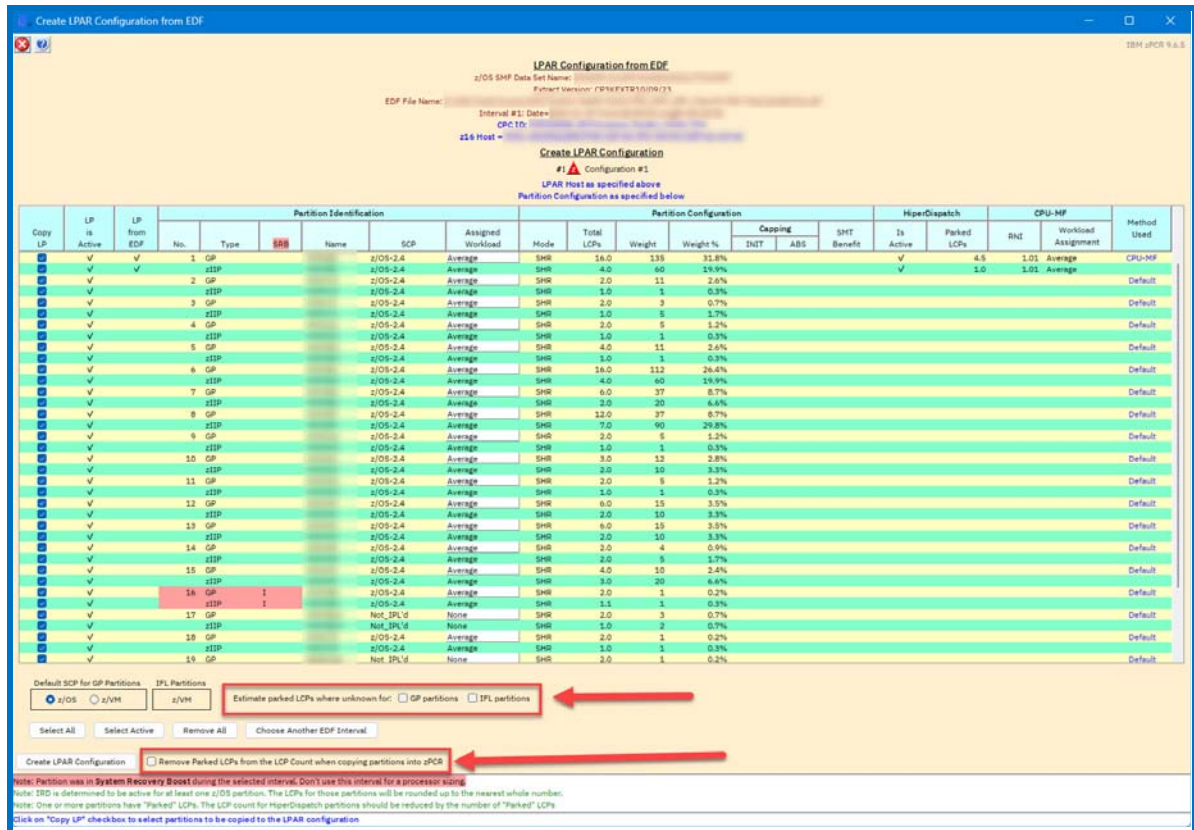 Create LPAR Configuration from EDF
IBM zPCR 9.6.5
LPAR Configuration from EDF
z/OS SMF Data Set Name:
Extract Version: CP3KEXTR10/09/23
EDF File Name:
Interval #1: Date=
CPC ID:
z16 Host =
Create LPAR Configuration
#1 Configuration #1
LPAR Host as specified above
Partition Configuration as specified below
Copy LP LP is Active LP from EDF Partition Identification Partition Configuration HiperDispatch CPU-MF Method Used
No. Type SRB Name SCP Assigned Workload Mode Total LCPs Weight Weight % Capping INIT ABS SMT Benefit Is Active Parked LCPs RNI Workload Assignment
√ √ 1 GP z/OS-2.4 Average SHR 16.0 135 31.8% √ 4.5 1.01 Average CPU-MF
√ √ zIIP z/OS-2.4 Average SHR 4.0 60 19.9% √ 1.0 1.01 Average
√ 2 GP z/OS-2.4 Average SHR 2.0 11 2.6% Default
√ zIIP z/OS-2.4 Average SHR 1.0 1 0.3%
√ 3 GP z/OS-2.4 Average SHR 2.0 3 0.7% Default
√ zIIP z/OS-2.4 Average SHR 1.0 5 1.7%
√ 4 GP z/OS-2.4 Average SHR 2.0 5 1.2% Default
√ zIIP z/OS-2.4 Average SHR 1.0 1 0.3%
√ 5 GP z/OS-2.4 Average SHR 4.0 11 2.6% Default
√ zIIP z/OS-2.4 Average SHR 1.0 1 0.3%
√ 6 GP z/OS-2.4 Average SHR 16.0 112 26.4% Default
√ zIIP z/OS-2.4 Average SHR 4.0 60 19.9%
√ 7 GP z/OS-2.4 Average SHR 6.0 37 8.7% Default
√ zIIP z/OS-2.4 Average SHR 2.0 20 6.6%
√ 8 GP z/OS-2.4 Average SHR 12.0 37 8.7% Default
√ zIIP z/OS-2.4 Average SHR 7.0 90 29.8%
√ 9 GP z/OS-2.4 Average SHR 2.0 5 1.2% Default
√ zIIP z/OS-2.4 Average SHR 1.0 1 0.3%
√ 10 GP z/OS-2.4 Average SHR 3.0 12 2.8% Default
√ zIIP z/OS-2.4 Average SHR 2.0 10 3.3%
√ 11 GP z/OS-2.4 Average SHR 2.0 5 1.2% Default
√ zIIP z/OS-2.4 Average SHR 1.0 1 0.3%
√ 12 GP z/OS-2.4 Average SHR 6.0 15 3.5% Default
√ zIIP z/OS-2.4 Average SHR 2.0 10 3.3%
√ 13 GP z/OS-2.4 Average SHR 6.0 15 3.5% Default
√ zIIP z/OS-2.4 Average SHR 2.0 10 3.3%
√ 14 GP z/OS-2.4 Average SHR 2.0 4 0.9% Default
√ zIIP z/OS-2.4 Average SHR 2.0 5 1.7%
√ 15 GP z/OS-2.4 Average SHR 4.0 10 2.4% Default
√ zIIP z/OS-2.4 Average SHR 3.0 20 6.6%
√ 16 GP I z/OS-2.4 Average SHR 2.0 1 0.2% Default
√ zIIP I z/OS-2.4 Average SHR 1.1 1 0.3%
√ 17 GP Not_IPL'd None SHR 2.0 3 0.7% Default
√ zIIP Not_IPL'd None SHR 1.0 2 0.7%
√ 18 GP z/OS-2.4 Average SHR 2.0 1 0.2% Default
√ zIIP z/OS-2.4 Average SHR 1.0 1 0.3%
√ 19 GP Not_IPL'd None SHR 2.0 1 0.2% Default
Default SCP for GP Partitions IFL Partitions
z/OS z/VM z/VM Estimate parked LCPs where unknown for: GP partitions IFL partitions
Select All Select Active Remove All Choose Another EDF Interval
Create LPAR Configuration Remove Parked LCPs from the LCP Count when copying partitions into zPCR
Note: Partition was in System Recovery Boost during the selected interval. Don't use this interval for a processor sizing.
Note: IRD is determined to be active for at least one z/OS partition. The LCPs for those partitions will be rounded up to the nearest whole number.
Note: One or more partitions have "Parked" LCPs. The LCP count for HiperDispatch partitions should be reduced by the number of "Parked" LCPs
Click on "Copy LP" checkbox to select partitions to be copied to the LPAR configuration